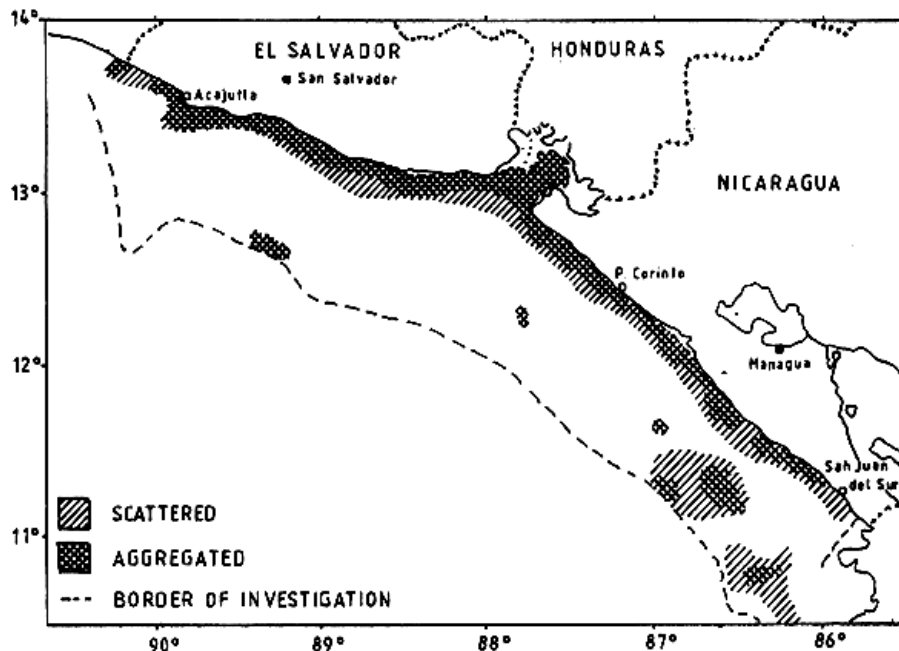 14°
EL SALVADOR
HONDURAS
San Salvador
Acajutla
13°
NICARAGUA
P. Corinto
12°
Managua
San Juan
del Sur
SCATTERED
11°
AGGREGATED
BORDER OF INVESTIGATION
90° 89° 88° 87° 86°